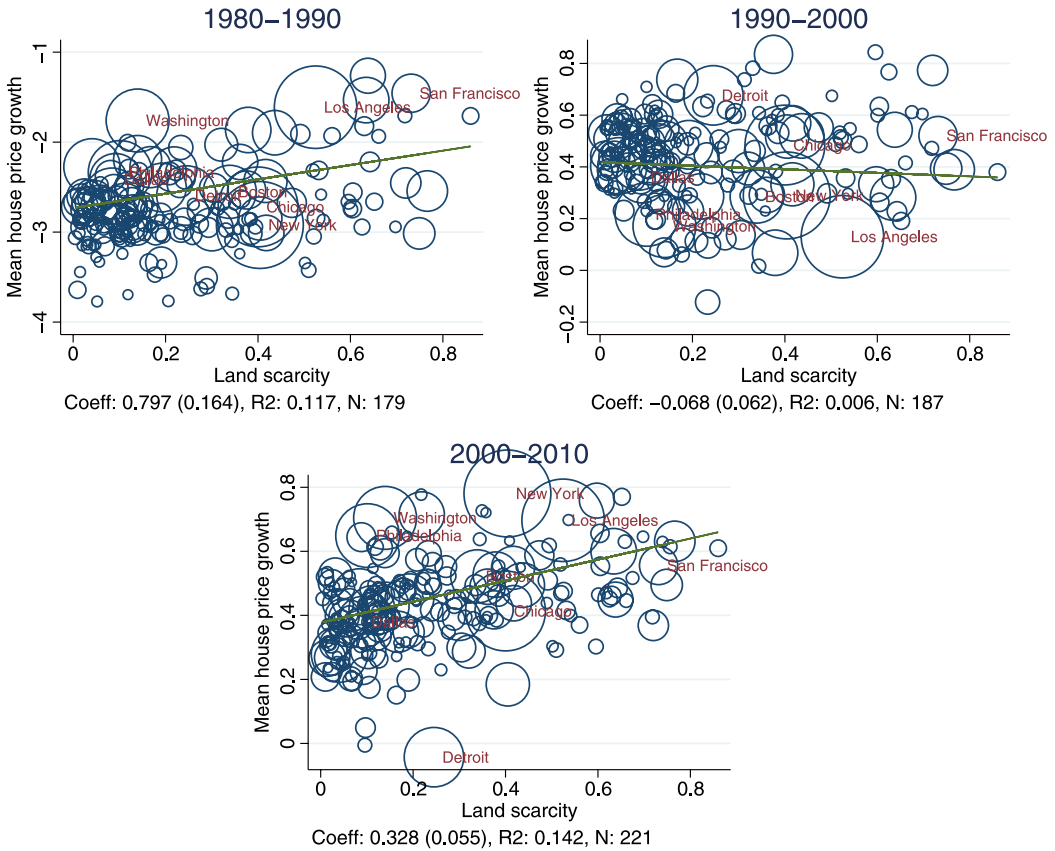 1980−1990
Mean house price growth
−1
−2
−3
−4
San Francisco
Los Angeles
Washington
Philadelphia
Dallas
Detroit
Boston
Chicago
New York
0 0.2 0.4 0.6 0.8
Land scarcity
Coeff: 0.797 (0.164), R2: 0.117, N: 179
1990−2000
Mean house price growth
0.8
0.6
0.4
0.2
0
−0.2
Detroit
San Francisco
Chicago
Dallas
Boston
New York
Philadelphia
Washington
Los Angeles
0 0.2 0.4 0.6 0.8
Land scarcity
Coeff: −0.068 (0.062), R2: 0.006, N: 187
2000−2010
Mean house price growth
0.8
0.6
0.4
0.2
0
New York
Washington
Los Angeles
Philadelphia
San Francisco
Boston
Chicago
Dallas
Detroit
0 0.2 0.4 0.6 0.8
Land scarcity
Coeff: 0.328 (0.055), R2: 0.142, N: 221